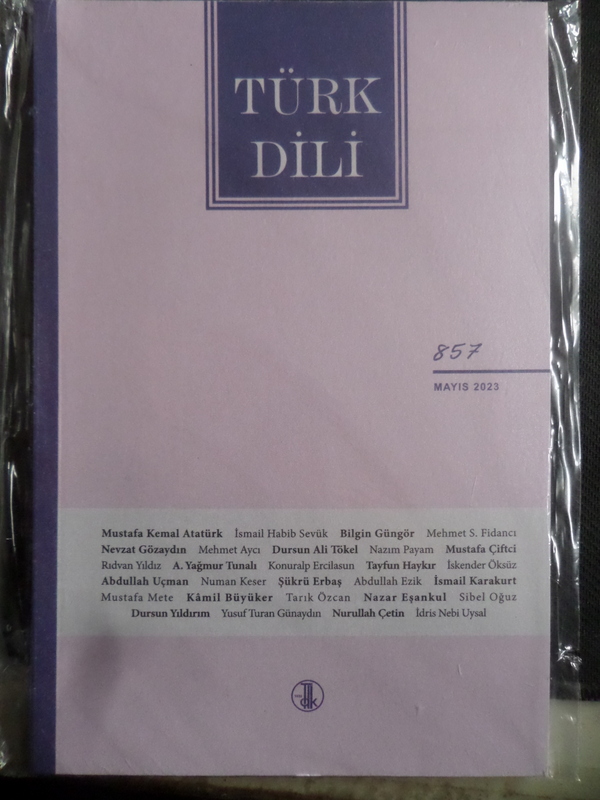 TÜRK
DİLİ
857
MAYIS 2023
Mustafa Kemal Atatürk İsmail Habib Sevük Bilgin Güngör Mehmet S. Fidancı
Nevzat Gözaydın Mehmet Aycı Dursun Ali Tökel Nazım Payam Mustafa Çiftci
Rıdvan Yıldız A. Yağmur Tunalı Konuralp Ercilasun Tayfun Haykır İskender Öksüz
Abdullah Uçman Numan Keser Şükrü Erbaş Abdullah Ezik İsmail Karakurt
Mustafa Mete Kâmil Büyüker Tarık Özcan Nazar Eşankul Sibel Oğuz
Dursun Yıldırım Yusuf Turan Günaydın Nurullah Çetin İdris Nebi Uysal